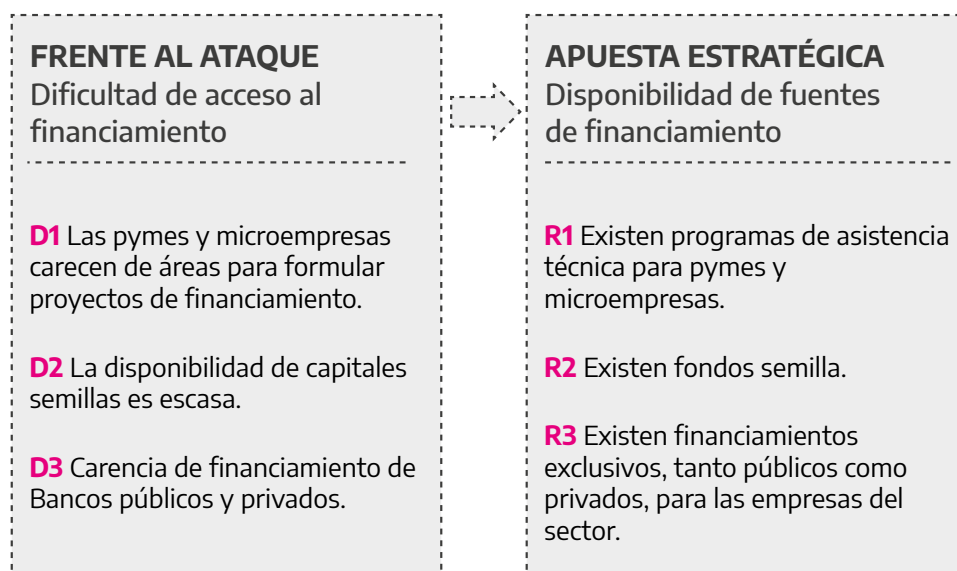 FRENTE AL ATAQUE
Dificultad de acceso al
financiamiento
D1 Las pymes y microempresas
carecen de áreas para formular
proyectos de financiamiento.
D2 La disponibilidad de capitales
semillas es escasa.
D3 Carencia de financiamiento de
Bancos públicos y privados.
APUESTA ESTRATÉGICA
Disponibilidad de fuentes
de financiamiento
R1 Existen programas de asistencia
técnica para pymes y
microempresas.
R2 Existen fondos semilla.
R3 Existen financiamientos
exclusivos, tanto públicos como
privados, para las empresas del
sector.